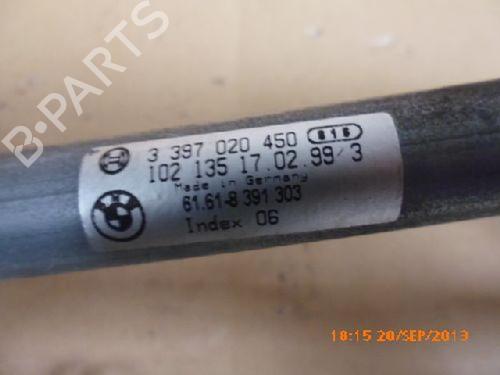 B-PARTS
3 397 020 450 816
102 135 17.02.99/3
Made in Germany
61.61-8 391 303
Index 06
18:15 20/SEP/2013